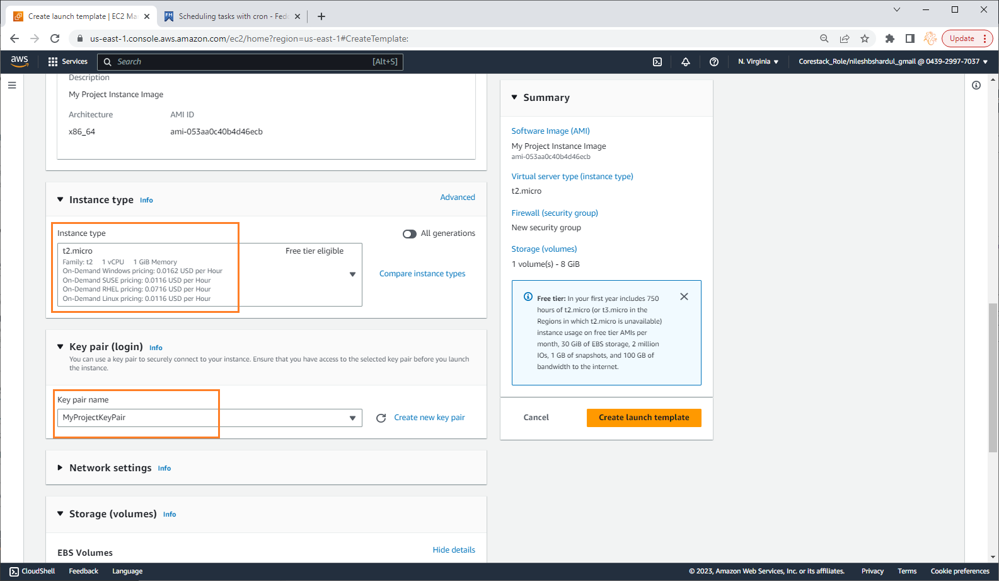 Create launch template | EC2 Ma
Scheduling tasks with cron - Fed
us-east-1.console.aws.amazon.com/ec2/home?region=us-east-1#CreateTemplate:
Update
aws
Services
Search
[Alt+S]
N. Virginia
Corestack_Role/nileshbshardul_gmail @ 0439-2997-7037
Description
My Project Instance Image
Architecture
AMI ID
x86_64
ami-053aa0c40b4d46ecb
Instance type Info
Advanced
Instance type
All generations
t2.micro
Free tier eligible
Family: t2 1 vCPU 1 GiB Memory
On-Demand Windows pricing: 0.0162 USD per Hour
On-Demand SUSE pricing: 0.0116 USD per Hour
On-Demand RHEL pricing: 0.0716 USD per Hour
On-Demand Linux pricing: 0.0116 USD per Hour
Compare instance types
Key pair (login) Info
You can use a key pair to securely connect to your instance. Ensure that you have access to the selected key pair before you launch
the instance.
Key pair name
MyProjectKeyPair
Create new key pair
Network settings Info
Storage (volumes) Info
EBS Volumes
Hide details
Summary
Software Image (AMI)
My Project Instance Image
ami-053aa0c40b4d46ecb
Virtual server type (instance type)
t2.micro
Firewall (security group)
New security group
Storage (volumes)
1 volume(s) - 8 GiB
Free tier: In your first year includes 750
hours of t2.micro (or t3.micro in the
Regions in which t2.micro is unavailable)
instance usage on free tier AMIs per
month, 30 GiB of EBS storage, 2 million
IOs, 1 GB of snapshots, and 100 GB of
bandwidth to the internet.
Cancel
Create launch template
CloudShell
Feedback
Language
© 2023, Amazon Web Services, Inc. or its affiliates.
Privacy
Terms
Cookie preferences